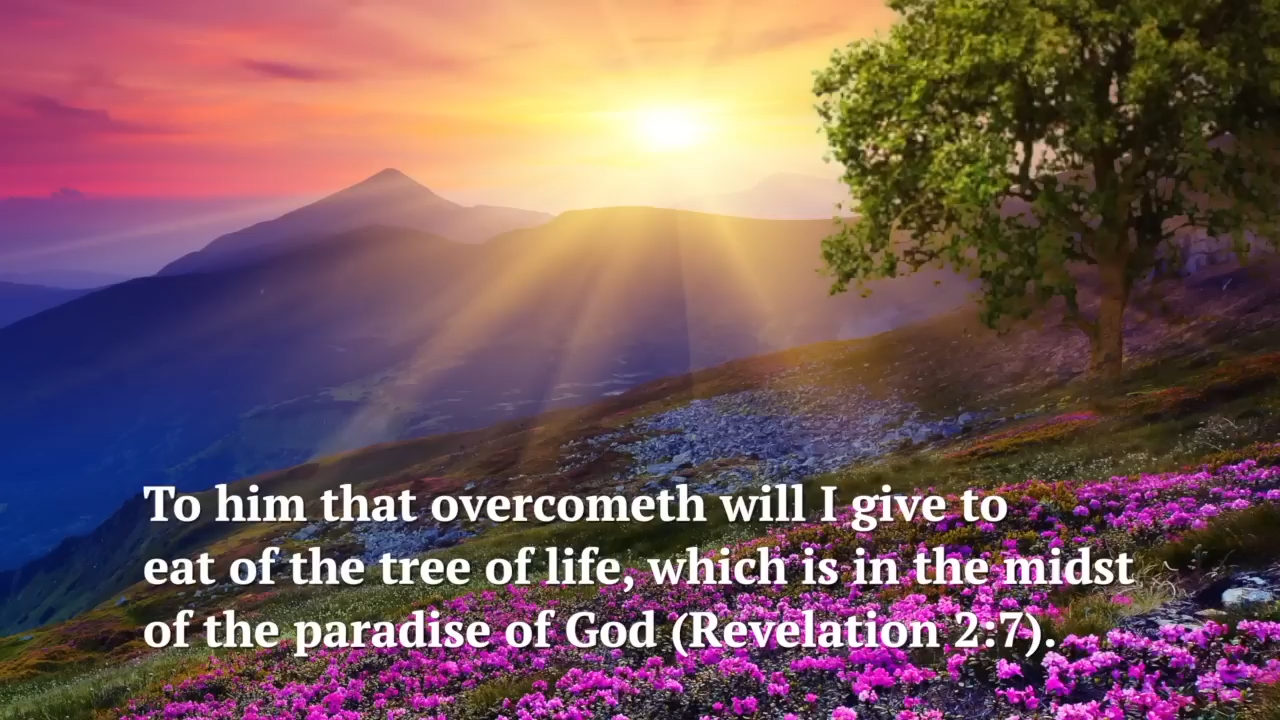 To him that overcometh will I give to
eat of the tree of life, which is in the midst
of the paradise of God (Revelation 2:7).